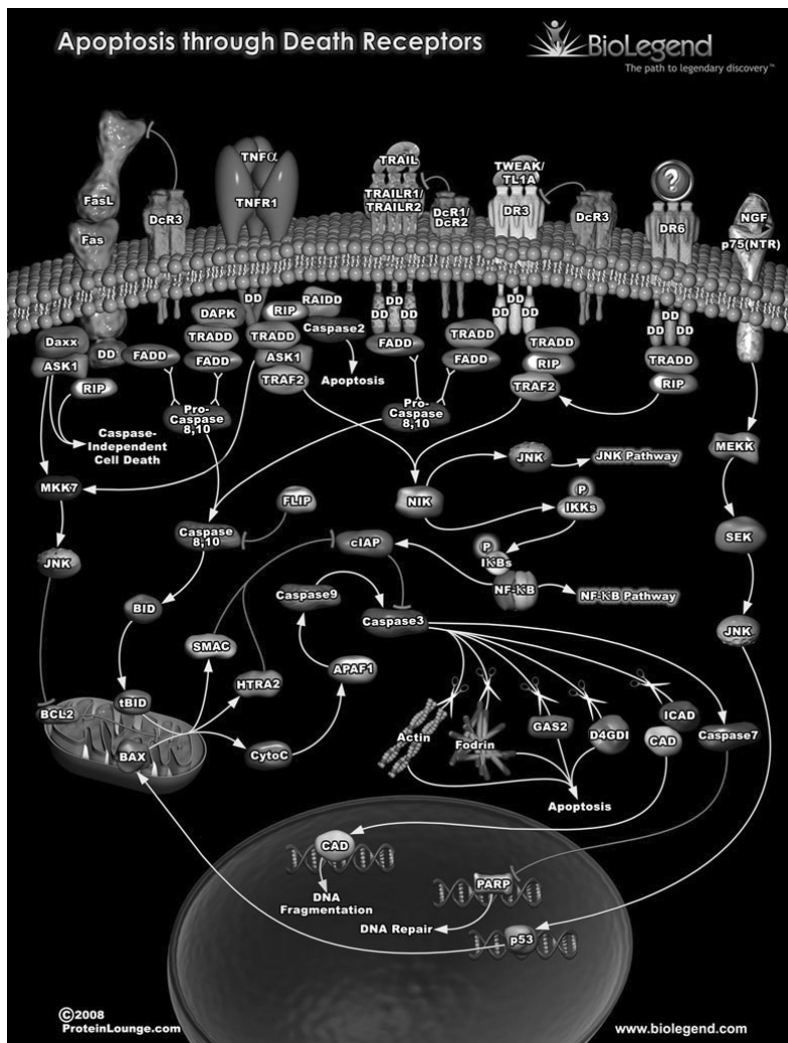 Apoptosis through Death Receptors
BioLegend
The path to legendary discovery™
TNFα
TRAIL
TWEAK/
TL1A
?
FasL
TNFR1
TRAILR1/
TRAILR2
DcR3
DcR1/
DcR2
DR3
DcR3
DR6
NGF
p75(NTR)
Fas
DAPK
DD
RIP
RAIDD
DD
DD DD
DD
DD DD
DD
DD DD
Daxx
ASK1
DD
FADD
TRADD
FADD
TRADD
ASK1
TRAF2
Caspase2
Apoptosis
FADD
TRADD
FADD
TRADD
RIP
TRAF2
TRADD
RIP
RIP
Pro-
Caspase
8,10
Pro-
Caspase
8,10
Caspase-
Independent
Cell Death
MEKK
JNK
JNK Pathway
MKK7
FLIP
NIK
P
IKKs
Caspase
8,10
cIAP
P
IKBs
SEK
JNK
NF-KB
NF-KB Pathway
BID
Caspase9
Caspase3
JNK
SMAC
HTRA2
APAF1
tBID
BCL2
BAX
CytoC
Actin
Fodrin
GAS2
D4GDI
ICAD
CAD
Caspase7
Apoptosis
CAD
DNA
Fragmentation
PARP
DNA Repair
p53
©2008
ProteinLounge.com
www.biolegend.com